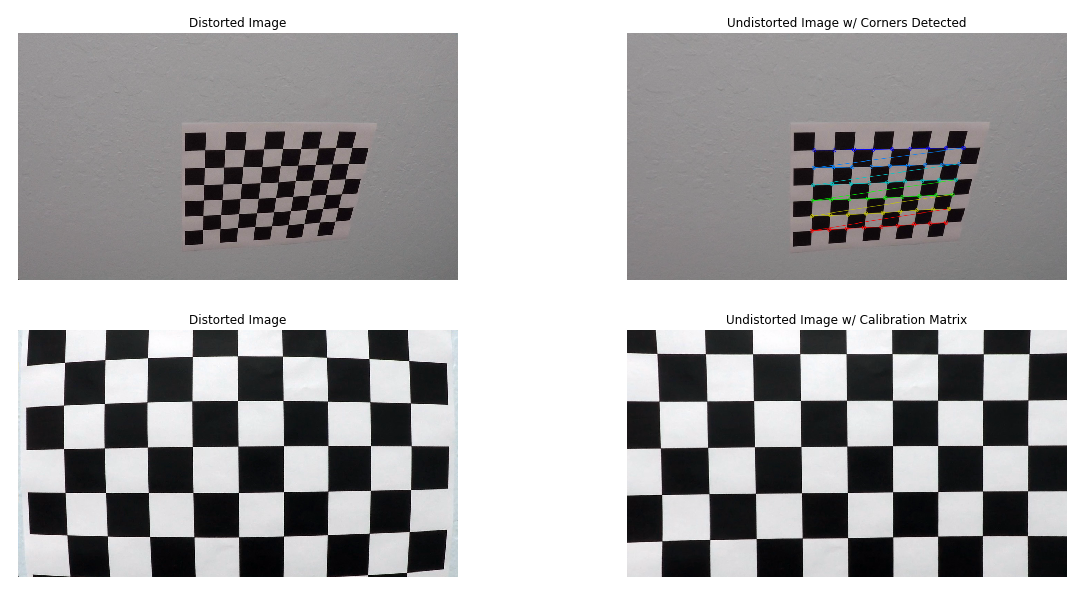 Distorted Image
Undistorted Image w/ Corners Detected
Distorted Image
Undistorted Image w/ Calibration Matrix